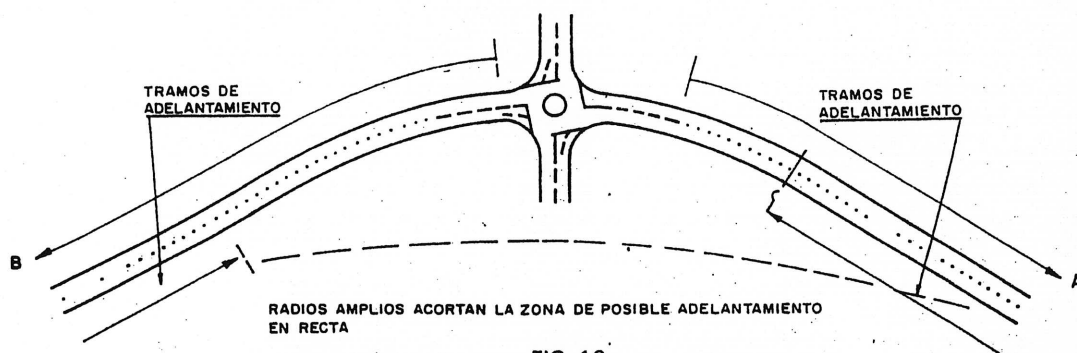 TRAMOS DE
ADELANTAMIENTO
TRAMOS DE
ADELANTAMIENTO
B
A
RADIOS AMPLIOS ACORTAN LA ZONA DE POSIBLE ADELANTAMIENTO
EN RECTA